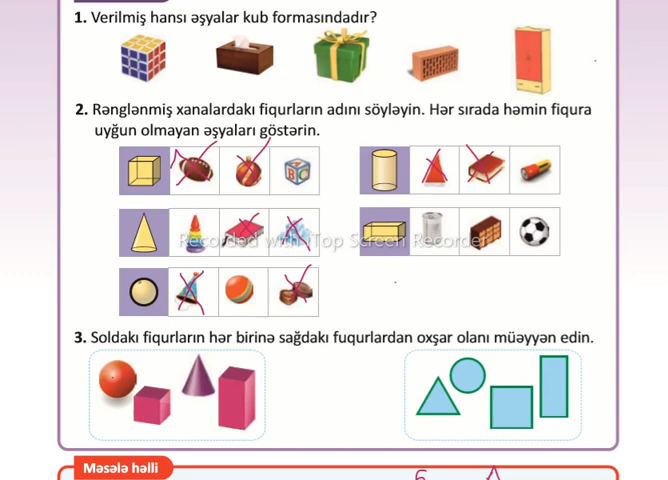 1. Verilmiş hansı əşyalar kub formasındadır?
2. Rənglənmiş xanalardakı fiqurların adını söyləyin. Hər sırada həmin fiqura
uyğun olmayan əşyaları göstərin.
A B C
Recorded with iTop Screen Recorder
3. Soldakı fiqurların hər birinə sağdakı fuqurlardan oxşar olanı müəyyən edin.
Məsələ həlli